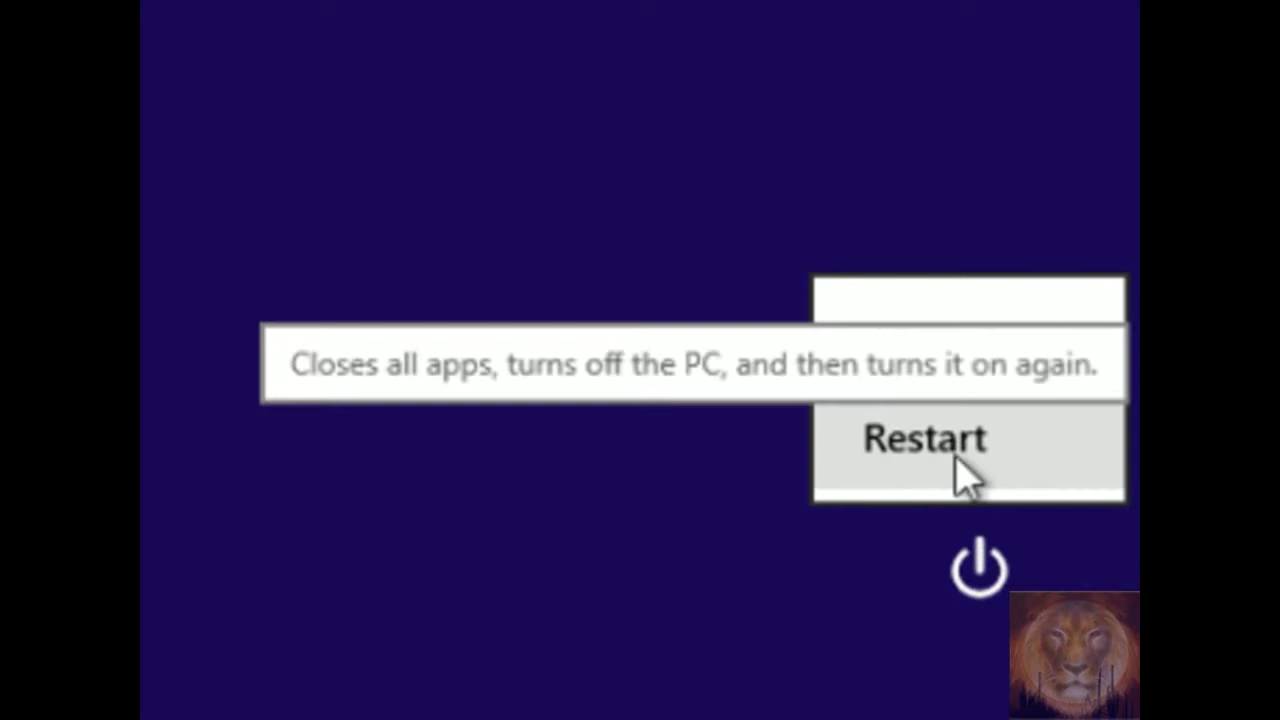 Closes all apps, turns off the PC, and then turns it on again.
Restart